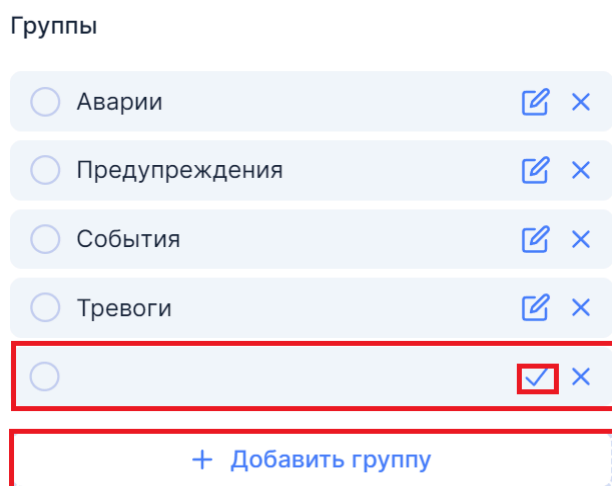 Группы
Аварии
Предупреждения
События
Тревоги
+ Добавить группу